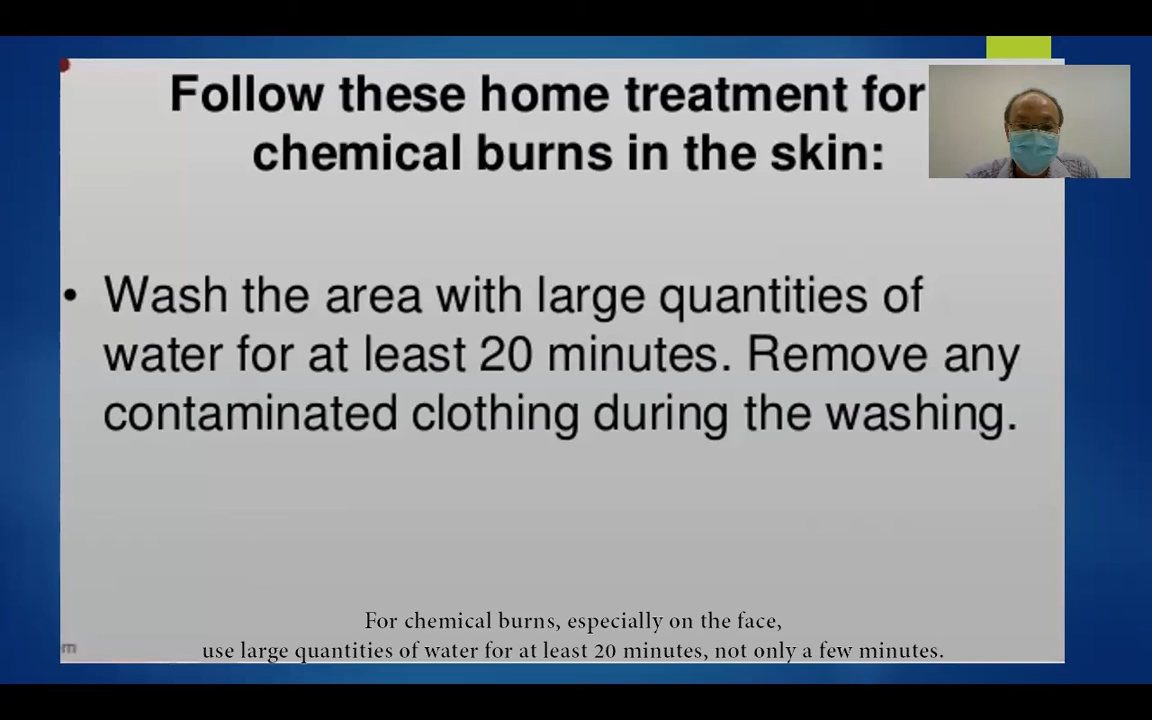 Follow these home treatment for
chemical burns in the skin:
• Wash the area with large quantities of
water for at least 20 minutes. Remove any
contaminated clothing during the washing.
For chemical burns, especially on the face,
use large quantities of water for at least 20 minutes, not only a few minutes.
m